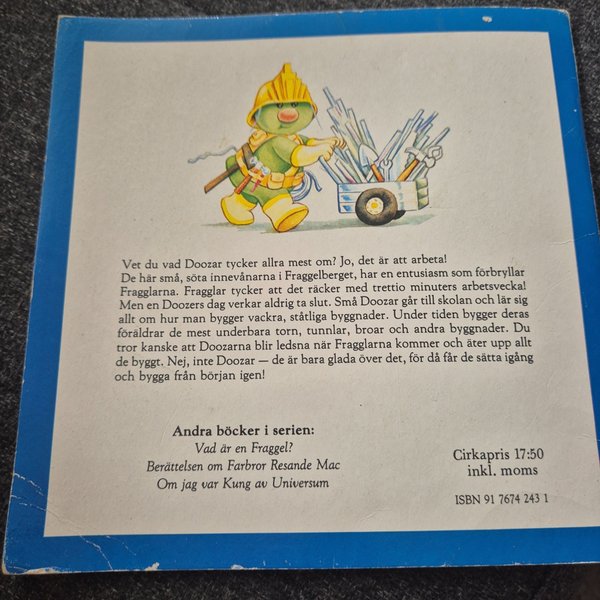 Vet du vad Doozar tycker allra mest om? Jo, det är att arbeta!
De här små, söta innevånarna i Fraggelberget, har en entusiasm som förbryllar
Fragglarna. Fragglar tycker att det räcker med trettio minuters arbetsvecka!
Men en Doozers dag verkar aldrig ta slut. Små Doozar går till skolan och lär sig
allt om hur man bygger vackra, ståtliga byggnader. Under tiden bygger deras
föräldrar de mest underbara torn, tunnlar, broar och andra byggnader. Du
tror kanske att Doozarna blir ledsna när Fragglarna kommer och äter upp allt
de byggt. Nej, inte Doozar — de är bara glada över det, för då får de sätta igång
och bygga från början igen!
Andra böcker i serien:
Vad är en Fraggel?
Berättelsen om Farbror Resande Mac
Om jag var Kung av Universum
Cirkapris 17:50
inkl. moms
ISBN 91 7674 243 1